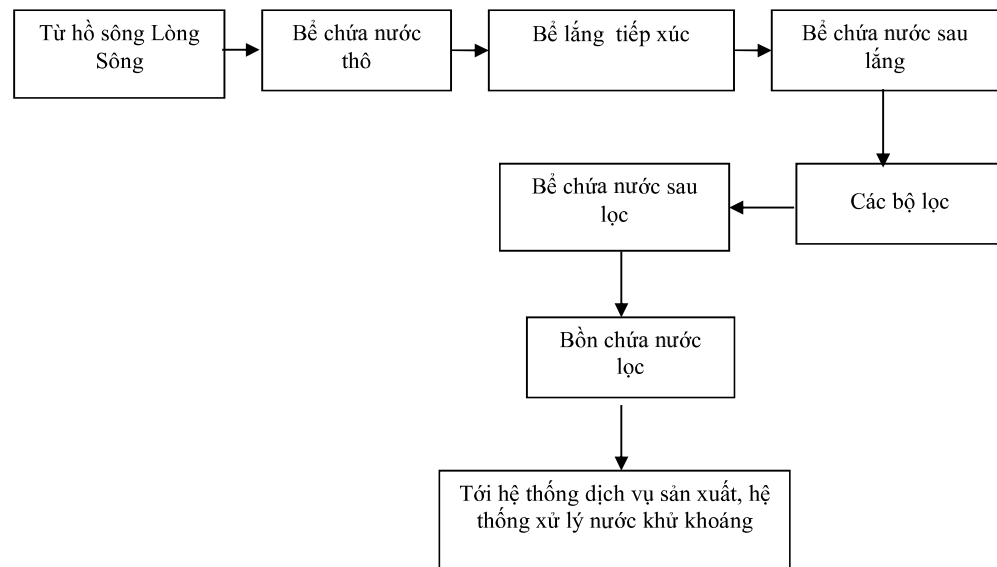 Từ hồ sông Lòng
Sông
Bể chứa nước
thô
Bể lắng tiếp xúc
Bể chứa nước sau
lắng
Các bộ lọc
Bể chứa nước sau
lọc
Bồn chứa nước
lọc
Tới hệ thống dịch vụ sản xuất, hệ
thống xử lý nước khử khoáng